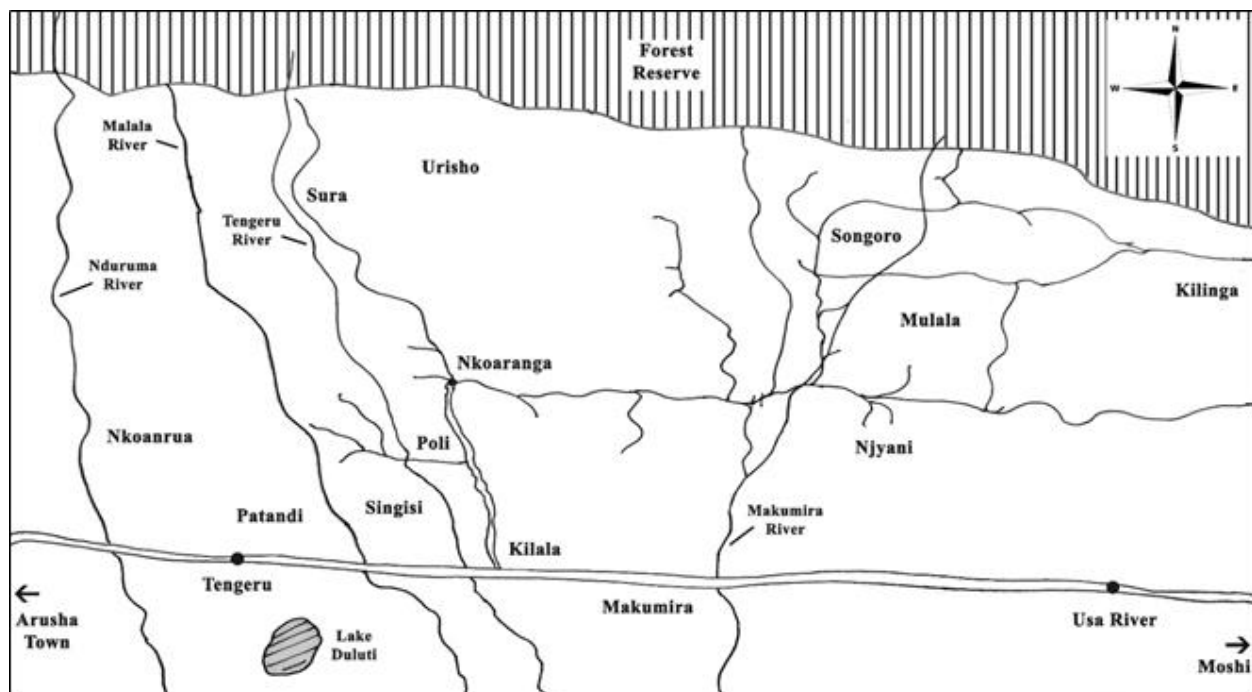 Forest
Reserve
N
W
E
S
Malala
River
Urisho
Sura
Tengeru
River
Songoro
Nduruma
River
Kilinga
Mulala
Nkoaranga
Nkoanrua
Poli
Njyani
Patandi
Singisi
Makumira
River
Kilala
Tengeru
Makumira
Arusha
Town
Lake
Duluti
Usa River
Moshi